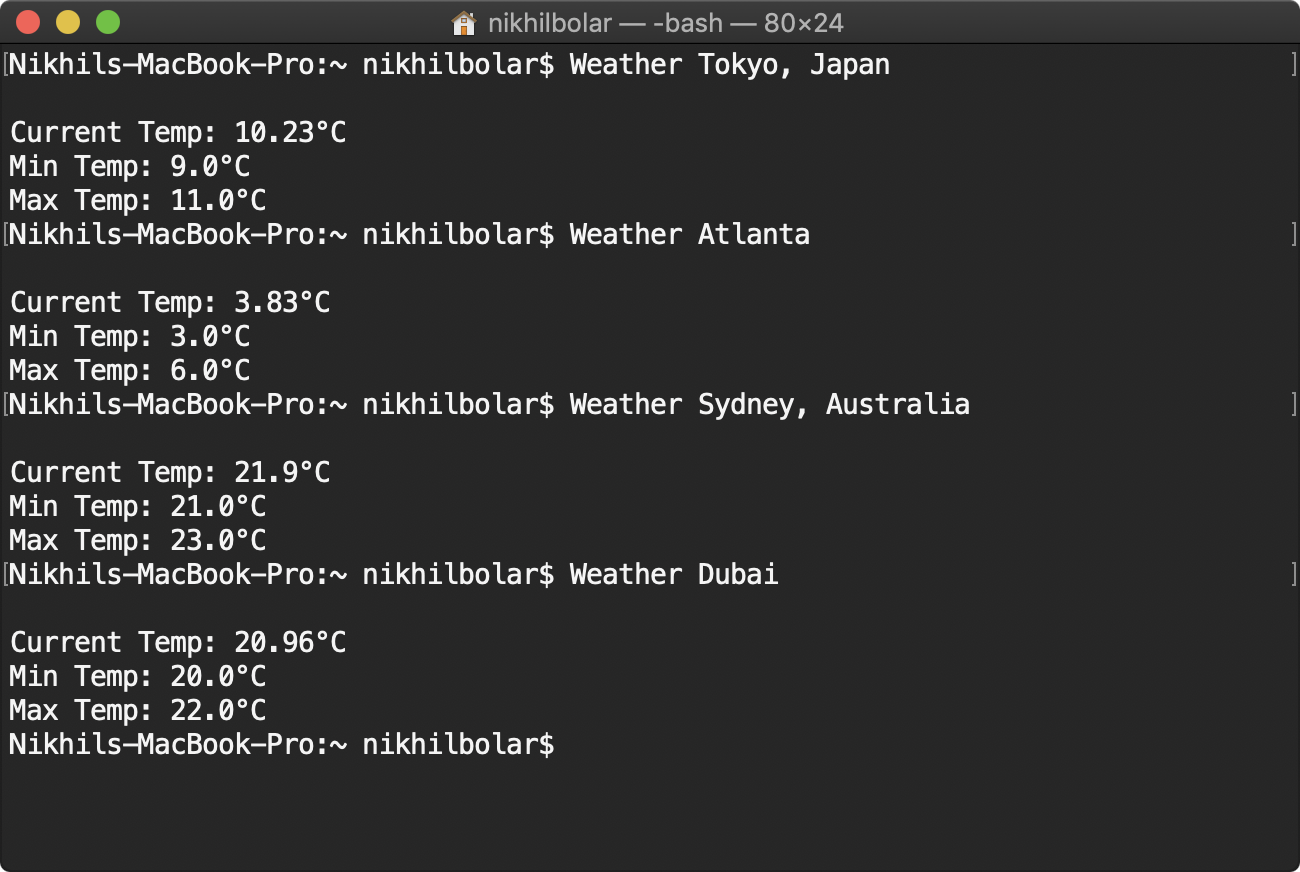 nikhilbolar — -bash — 80×24
[Nikhils-MacBook-Pro:~ nikhilbolar$ Weather Tokyo, Japan ]
Current Temp: 10.23°C
Min Temp: 9.0°C
Max Temp: 11.0°C
[Nikhils-MacBook-Pro:~ nikhilbolar$ Weather Atlanta ]
Current Temp: 3.83°C
Min Temp: 3.0°C
Max Temp: 6.0°C
[Nikhils-MacBook-Pro:~ nikhilbolar$ Weather Sydney, Australia ]
Current Temp: 21.9°C
Min Temp: 21.0°C
Max Temp: 23.0°C
[Nikhils-MacBook-Pro:~ nikhilbolar$ Weather Dubai ]
Current Temp: 20.96°C
Min Temp: 20.0°C
Max Temp: 22.0°C
Nikhils-MacBook-Pro:~ nikhilbolar$